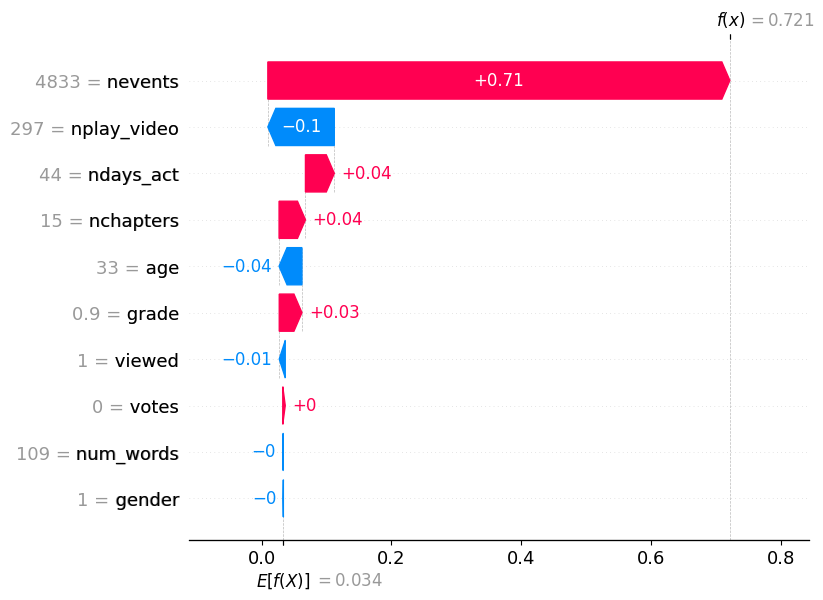 f(x) = 0.721
4833 = nevents +0.71
297 = nplay_video −0.1
44 = ndays_act +0.04
15 = nchapters +0.04
33 = age −0.04
0.9 = grade +0.03
1 = viewed −0.01
0 = votes +0
109 = num_words −0
1 = gender −0
0.0 0.2 0.4 0.6 0.8
E[f(X)] = 0.034